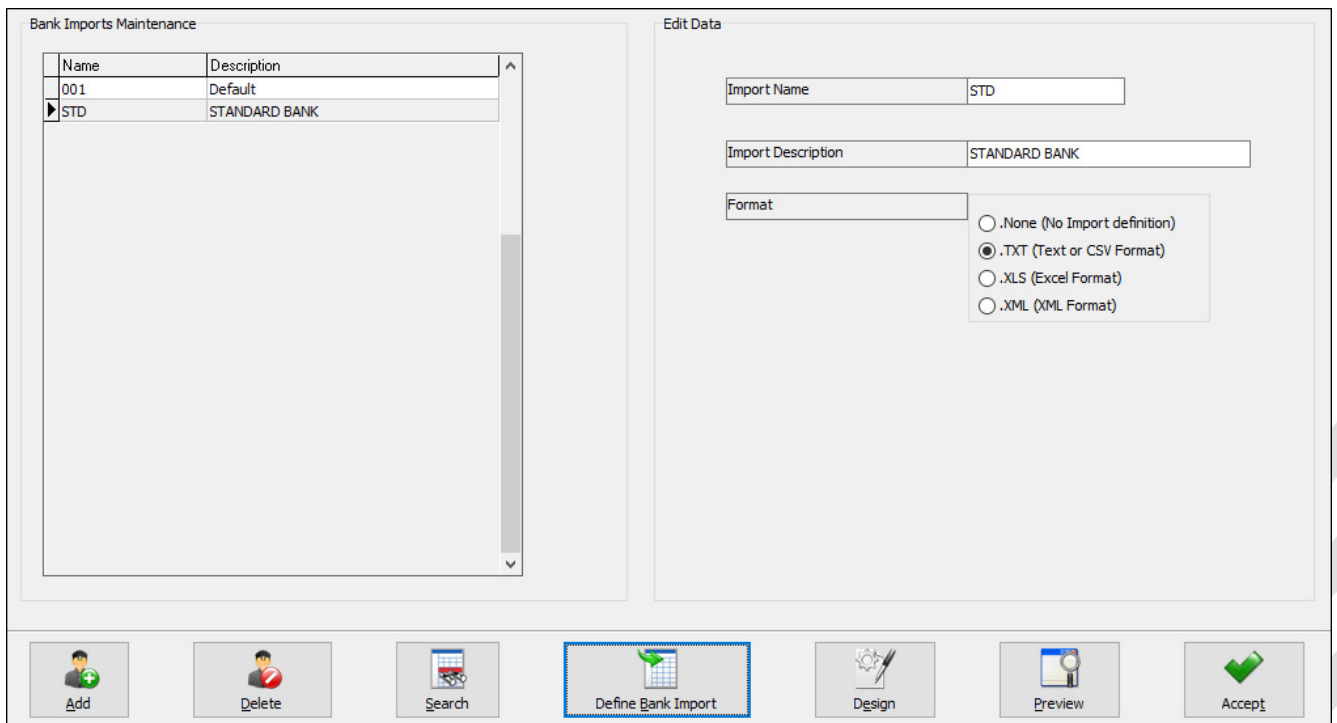 Bank Imports Maintenance
Name Description
001 Default
STD STANDARD BANK
Edit Data
Import Name STD
Import Description STANDARD BANK
Format
.None (No Import definition)
.TXT (Text or CSV Format)
.XLS (Excel Format)
.XML (XML Format)
Add Delete Search Define Bank Import Design Preview Accept